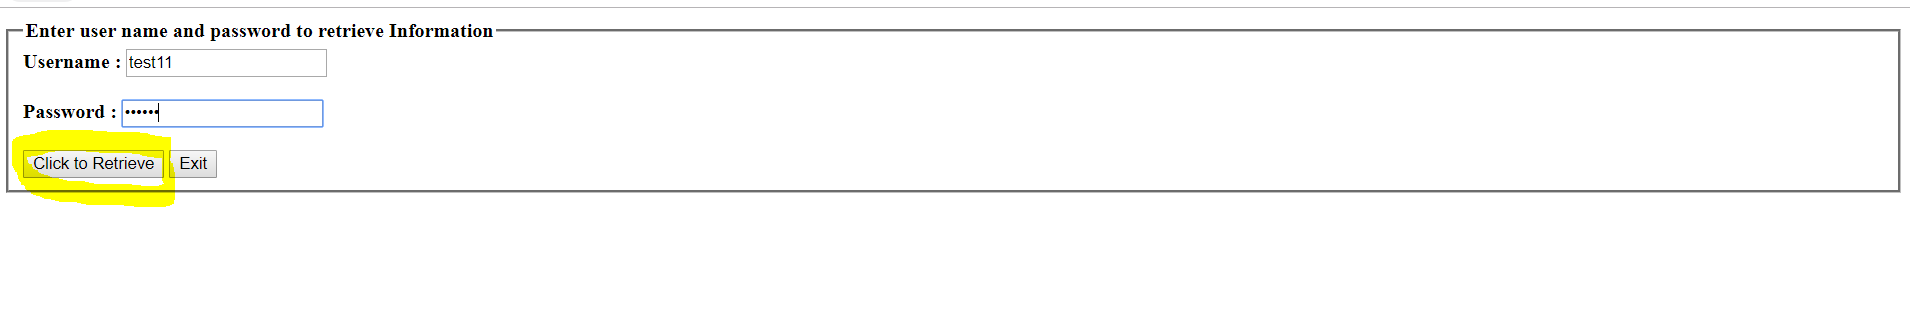 Enter user name and password to retrieve Information
Username : test11
Password : ••••••
Click to Retrieve Exit